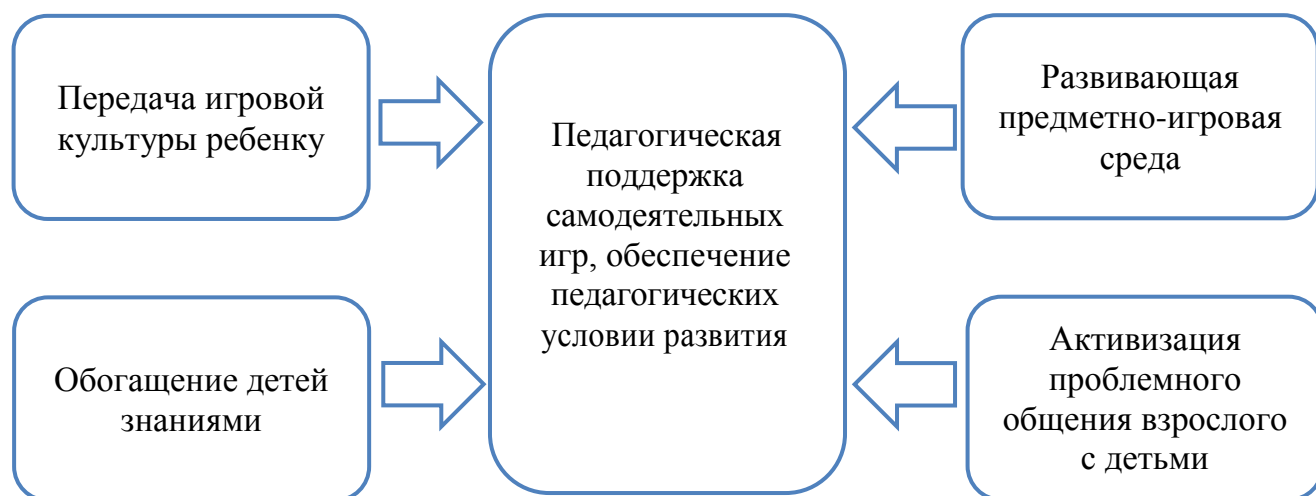 Передача игровой
культуры ребенку
Обогащение детей
знаниями
Педагогическая
поддержка
самодеятельных
игр, обеспечение
педагогических
условии развития
Развивающая
предметно-игровая
среда
Активизация
проблемного
общения взрослого
с детьми